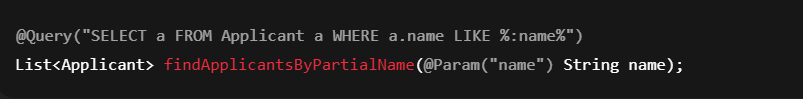 @Query("SELECT a FROM Applicant a WHERE a.name LIKE %:name%")
List<Applicant> findApplicantsByPartialName(@Param("name") String name);